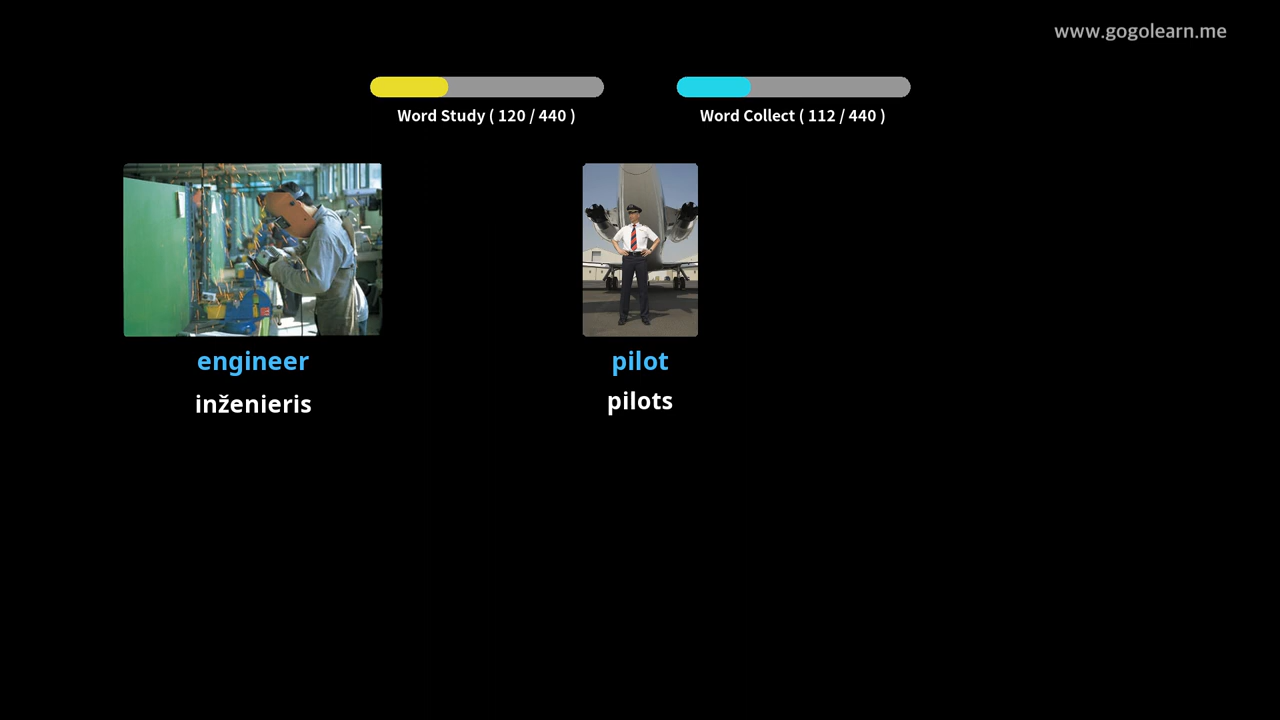 www.gogolearn.me
Word Study ( 120 / 440 )
Word Collect ( 112 / 440 )
engineer
inženieris
pilot
pilots